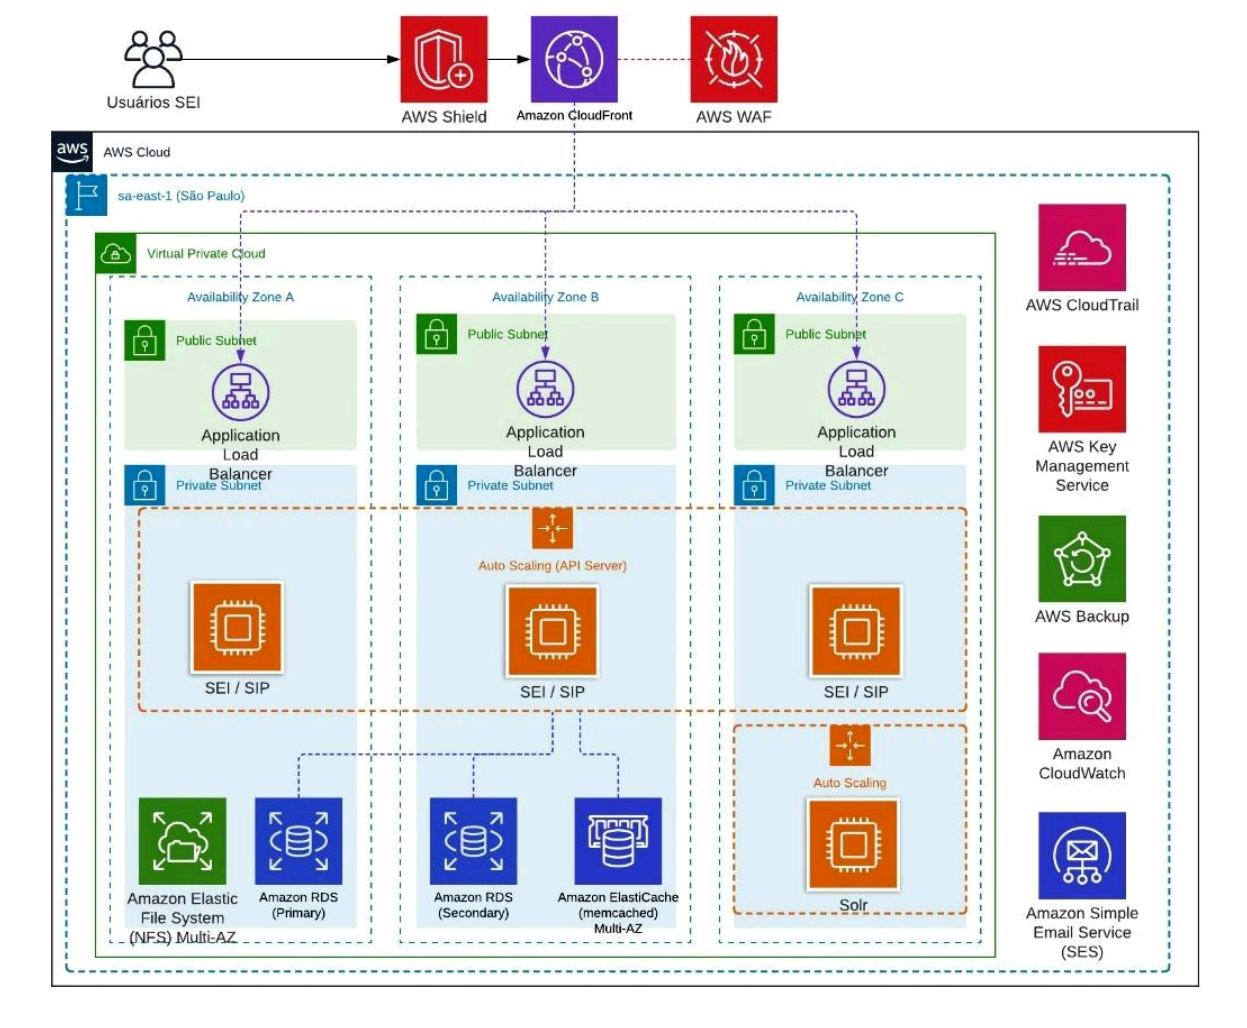 Usuários SEI
AWS Shield
Amazon CloudFront
AWS WAF
aws
AWS Cloud
sa-east-1 (São Paulo)
Virtual Private Cloud
Availability Zone A
Availability Zone B
Availability Zone C
Public Subnet
Public Subnet
Public Subnet
Application
Load
Balancer
Application
Load
Balancer
Application
Load
Balancer
Private Subnet
Private Subnet
Private Subnet
Auto Scaling (API Server)
SEI / SIP
SEI / SIP
SEI / SIP
Auto Scaling
Solr
Amazon Elastic
File System
(NFS) Multi-AZ
Amazon RDS
(Primary)
Amazon RDS
(Secondary)
Amazon ElastiCache
(memcached)
Multi-AZ
AWS CloudTrail
AWS Key
Management
Service
AWS Backup
Amazon
CloudWatch
Amazon Simple
Email Service
(SES)